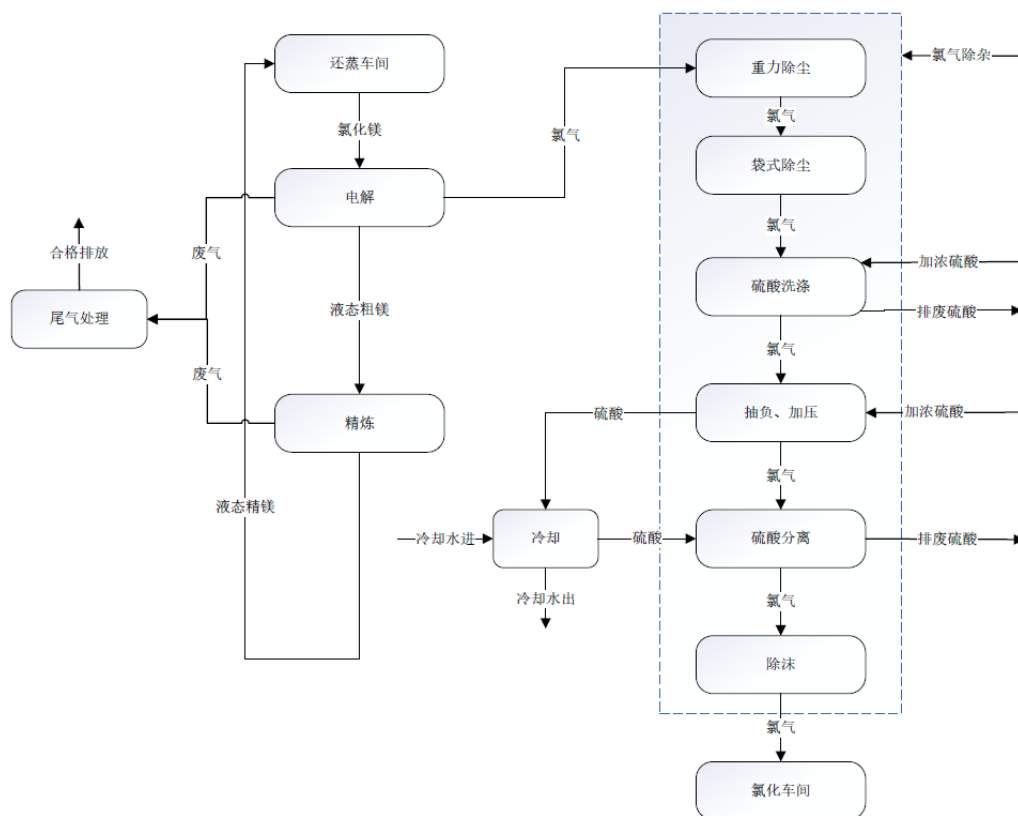 还蒸车间
重力除尘
氯气除杂
氯气
氯化镁
氯气
袋式除尘
电解
合格排放
废气
氯气
加浓硫酸
硫酸洗涤
液态粗镁
排废硫酸
尾气处理
氯气
废气
抽负、加压
加浓硫酸
硫酸
精炼
氯气
液态精镁
冷却水进
冷却
硫酸
硫酸分离
排废硫酸
冷却水出
氯气
除沫
氯气
氯化车间